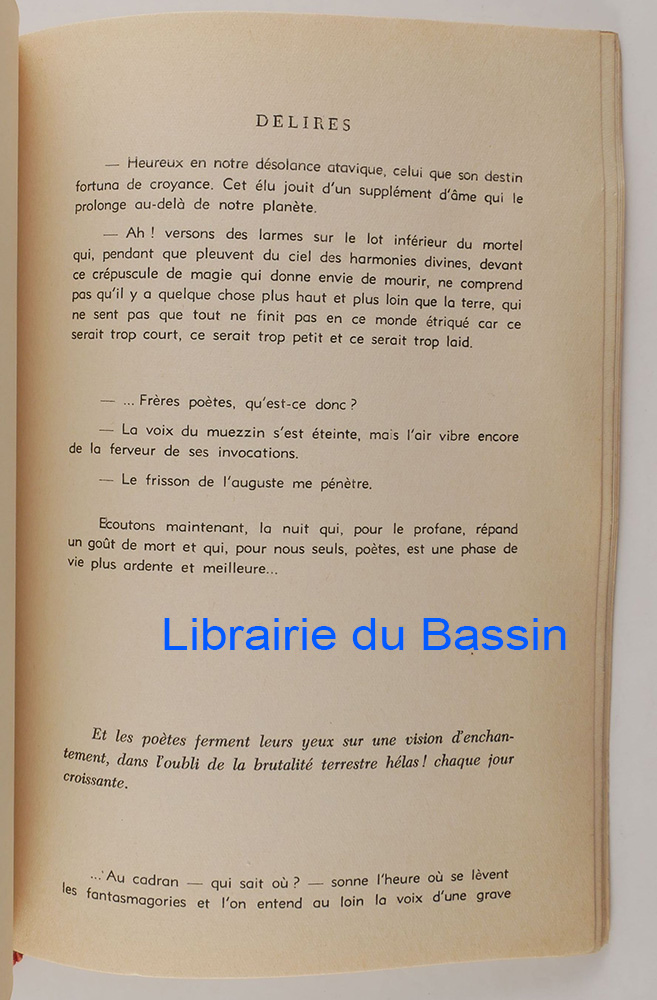 DELIRES
— Heureux en notre désolance atavique, celui que son destin
fortuna de croyance. Cet élu jouit d'un supplément d'âme qui le
prolonge au-delà de notre planète.
— Ah ! versons des larmes sur le lot inférieur du mortel
qui, pendant que pleuvent du ciel des harmonies divines, devant
ce crépuscule de magie qui donne envie de mourir, ne comprend
pas qu'il y a quelque chose plus haut et plus loin que la terre, qui
ne sent pas que tout ne finit pas en ce monde étriqué car ce
serait trop court, ce serait trop petit et ce serait trop laid.
— ... Frères poètes, qu'est-ce donc ?
— La voix du muezzin s'est éteinte, mais l'air vibre encore
de la ferveur de ses invocations.
— Le frisson de l'auguste me pénètre.
Ecoutons maintenant, la nuit qui, pour le profane, répand
un goût de mort et qui, pour nous seuls, poètes, est une phase de
vie plus ardente et meilleure...
Librairie du Bassin
Et les poètes ferment leurs yeux sur une vision d'enchan-
tement, dans l'oubli de la brutalité terrestre hélas ! chaque jour
croissante.
...Au cadran — qui sait où ? — sonne l'heure où se lèvent
les fantasmagories et l'on entend au loin la voix d'une grave